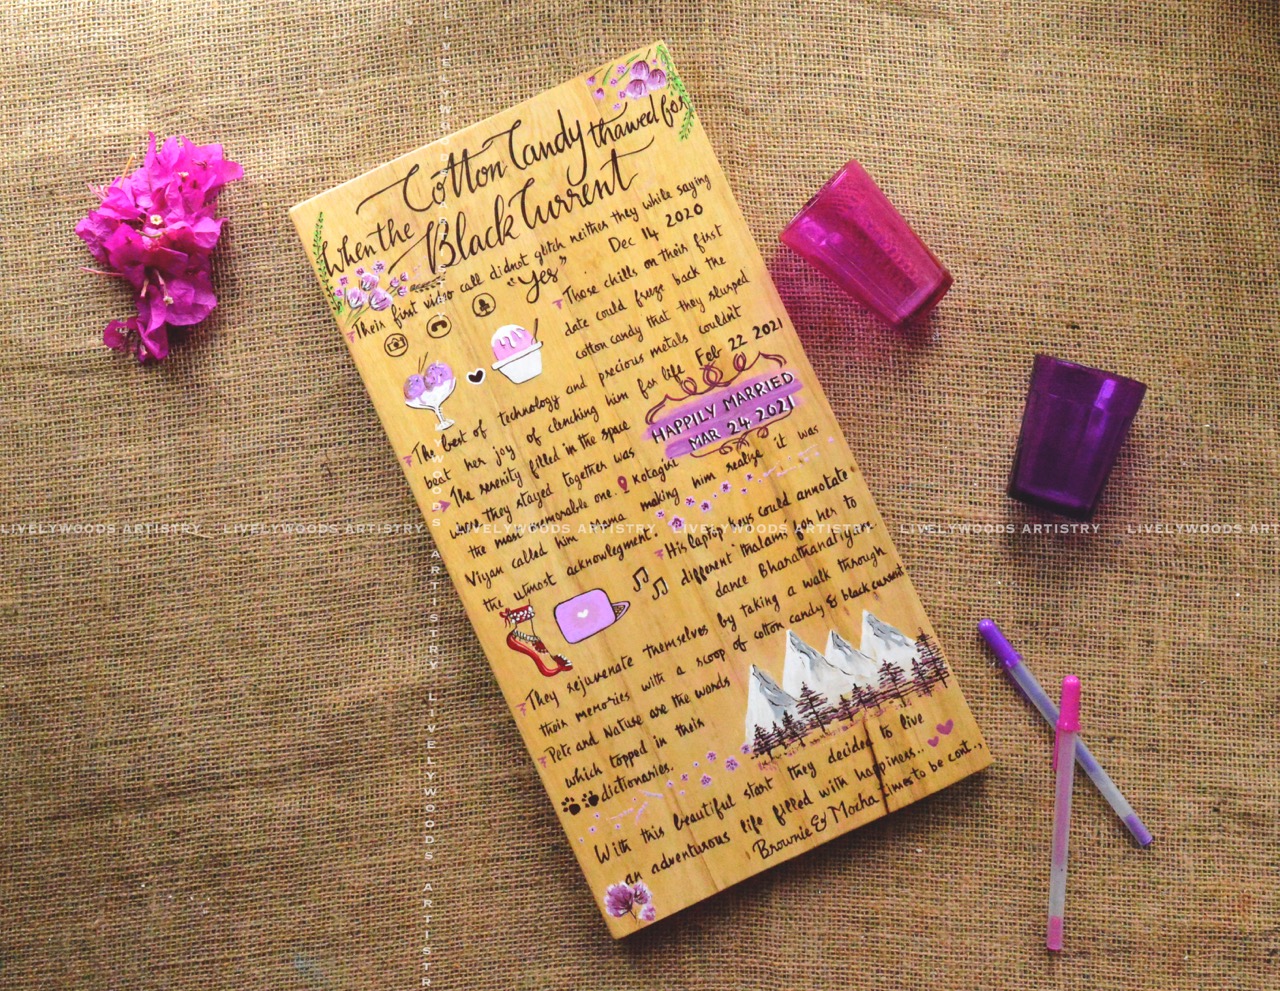 When the Cotton Candy thawed for
Black Current
Their first video call didnot glitch neither they while saying
"Yes" Dec 14 2020
Those chills on their first
date could freeze back the
cotton candy that they slurped
The best of technology and precious metals couldn't
beat her joy of clenching him for life Feb 22 2021
HAPPILY MARRIED
MAR 24 2021
The serenity filled in the space
when they stayed together was
the most memorable one. Kotagiri
Viyan called him Mama making him realize it was
the utmost acknowlegment.
His laptop keys could annotate
different thalams for her to
dance Bharathanatiyam
They rejuvenate themselves by taking a walk through
their memories with a scoop of cotton candy & black current
Pets and Nature are the words
which topped in their
dictionaries.
With this beautiful start they decided to live
an adventurous life filled with happiness..
Brownie & Mocha times to be cont..
LIVELYWOODS ARTISTRY LIVELYWOODS ARTISTRY LIVELYWOODS ARTISTRY LIVELYWOODS ARTISTRY LIVELYWOODS ARTISTRY LIVELYWOODS ART
LIVELYWOODS ARTISTRY LIVELYWOODS ARTISTR